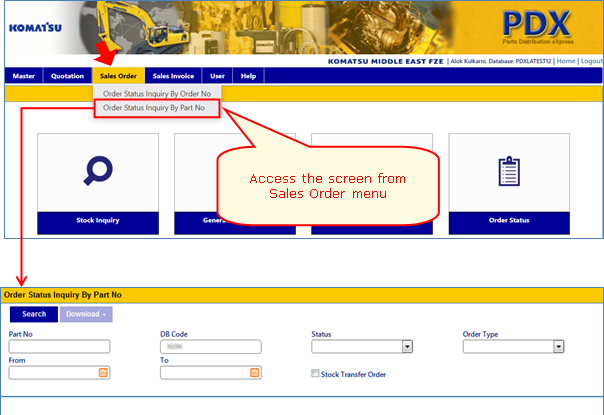 KOMATSU
PDX
Parts Distribution eXpress
KOMATSU MIDDLE EAST FZE | Alok Kulkarni, Database: PDXLATEST12 | Home | Logout
Master Quotation Sales Order Sales Invoice User Help
Order Status Inquiry By Order No
Order Status Inquiry By Part No
Access the screen from
Sales Order menu
Stock Inquiry
Order Status
Order Status Inquiry By Part No
Search Download
Part No DB Code Status Order Type
From To
Stock Transfer Order